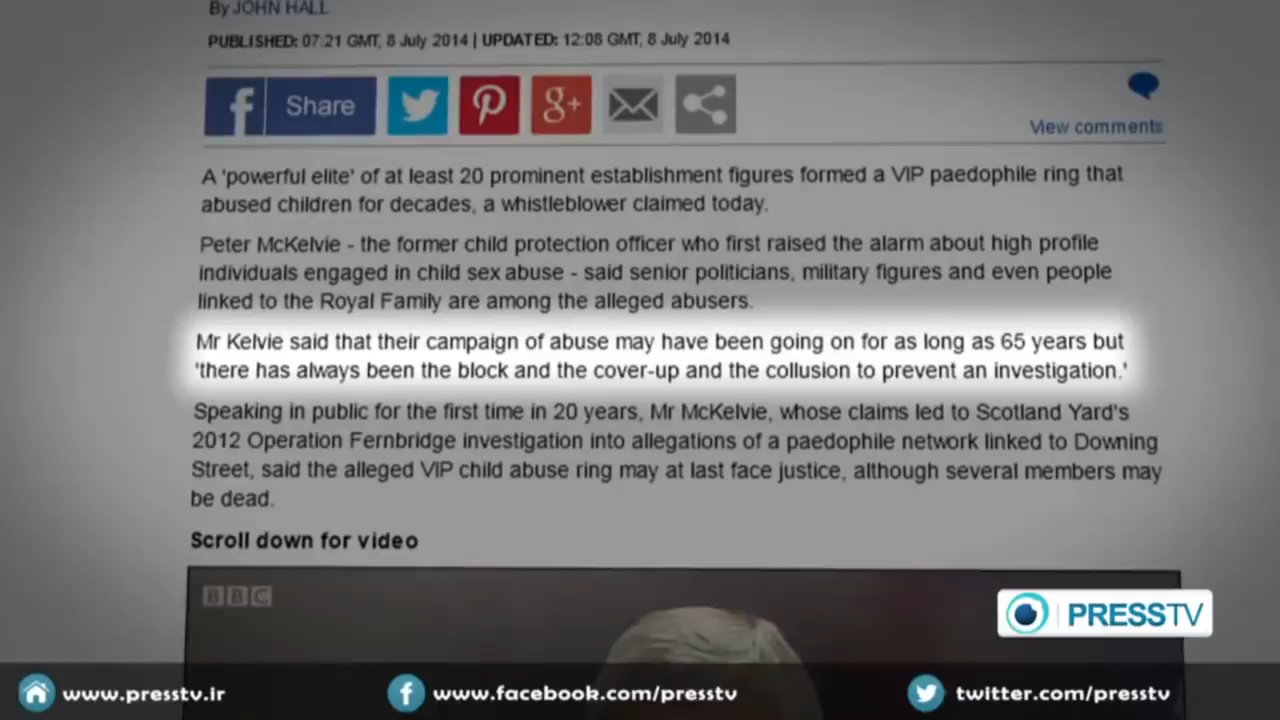 By JOHN HALL
PUBLISHED: 07:21 GMT, 8 July 2014 | UPDATED: 12:08 GMT, 8 July 2014
f Share
g+
View comments
A 'powerful elite' of at least 20 prominent establishment figures formed a VIP paedophile ring that
abused children for decades, a whistleblower claimed today.
Peter McKelvie - the former child protection officer who first raised the alarm about high profile
individuals engaged in child sex abuse - said senior politicians, military figures and even people
linked to the Royal Family are among the alleged abusers.
Mr Kelvie said that their campaign of abuse may have been going on for as long as 65 years but
'there has always been the block and the cover-up and the collusion to prevent an investigation.'
Speaking in public for the first time in 20 years, Mr McKelvie, whose claims led to Scotland Yard's
2012 Operation Fernbridge investigation into allegations of a paedophile network linked to Downing
Street, said the alleged VIP child abuse ring may at last face justice, although several members may
be dead.
Scroll down for video
BBC
PRESSTV
www.presstv.ir
f www.facebook.com/presstv
twitter.com/presstv